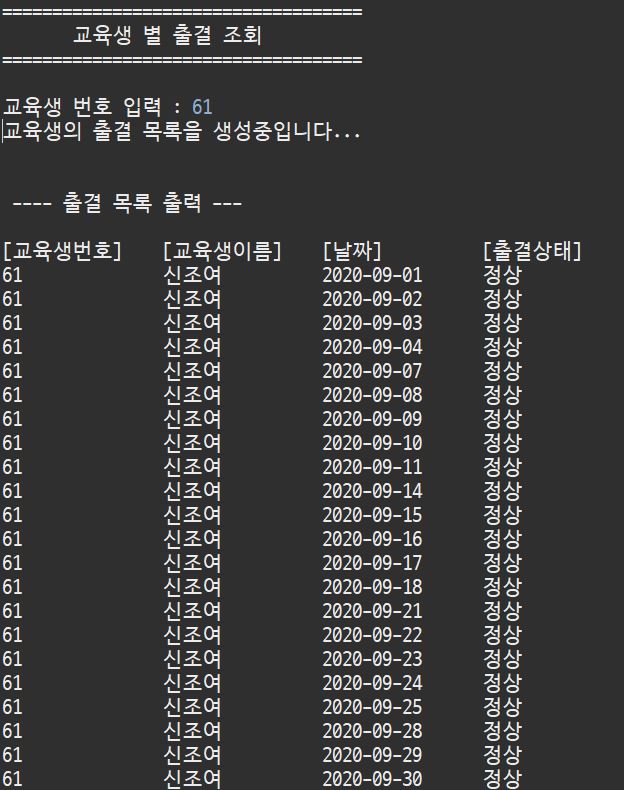 ====================================
교육생 별 출결 조회
====================================
교육생 번호 입력 : 61
교육생의 출결 목록을 생성중입니다...
---- 출결 목록 출력 ---
[교육생번호] [교육생이름] [날짜] [출결상태]
61 신조여 2020-09-01 정상
61 신조여 2020-09-02 정상
61 신조여 2020-09-03 정상
61 신조여 2020-09-04 정상
61 신조여 2020-09-07 정상
61 신조여 2020-09-08 정상
61 신조여 2020-09-09 정상
61 신조여 2020-09-10 정상
61 신조여 2020-09-11 정상
61 신조여 2020-09-14 정상
61 신조여 2020-09-15 정상
61 신조여 2020-09-16 정상
61 신조여 2020-09-17 정상
61 신조여 2020-09-18 정상
61 신조여 2020-09-21 정상
61 신조여 2020-09-22 정상
61 신조여 2020-09-23 정상
61 신조여 2020-09-24 정상
61 신조여 2020-09-25 정상
61 신조여 2020-09-28 정상
61 신조여 2020-09-29 정상
61 신조여 2020-09-30 정상